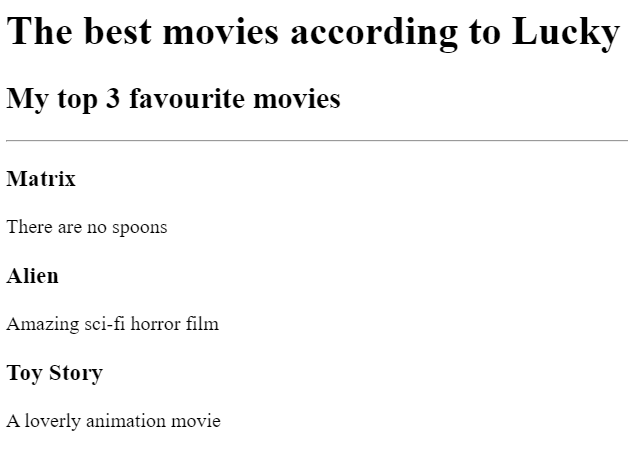 The best movies according to Lucky
My top 3 favourite movies
Matrix
There are no spoons
Alien
Amazing sci-fi horror film
Toy Story
A loverly animation movie